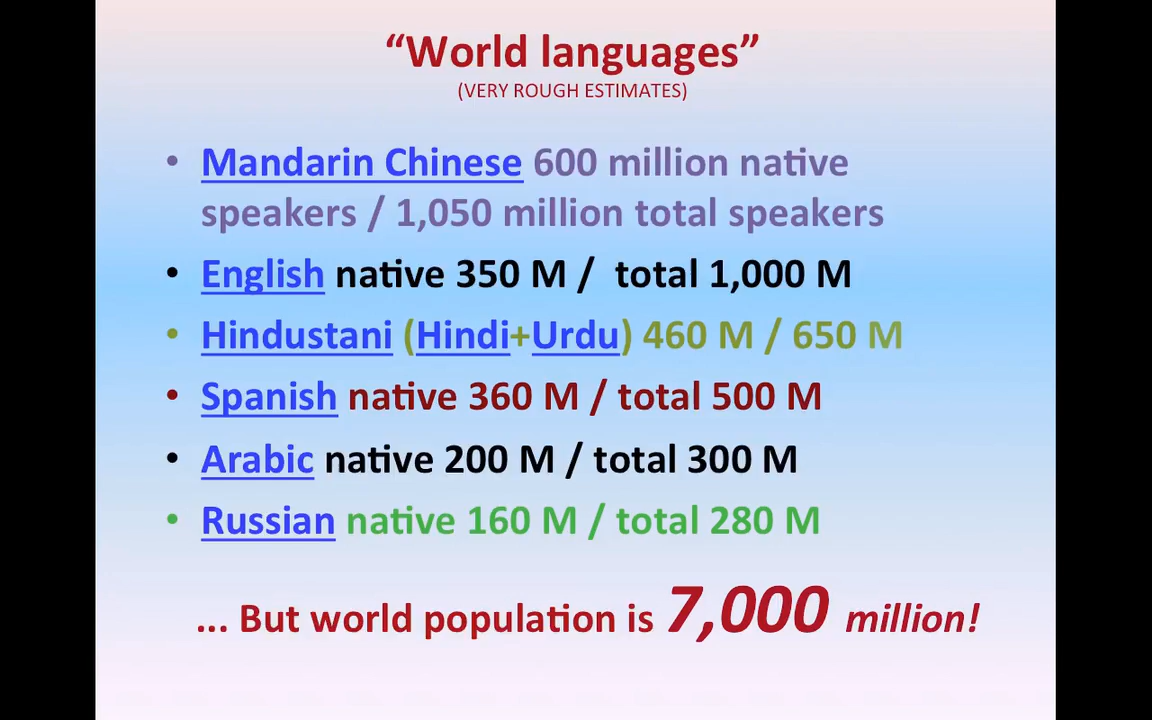 “World languages”
(VERY ROUGH ESTIMATES)
• Mandarin Chinese 600 million native
speakers / 1,050 million total speakers
• English native 350 M / total 1,000 M
• Hindustani (Hindi+Urdu) 460 M / 650 M
• Spanish native 360 M / total 500 M
• Arabic native 200 M / total 300 M
• Russian native 160 M / total 280 M
... But world population is 7,000 million!